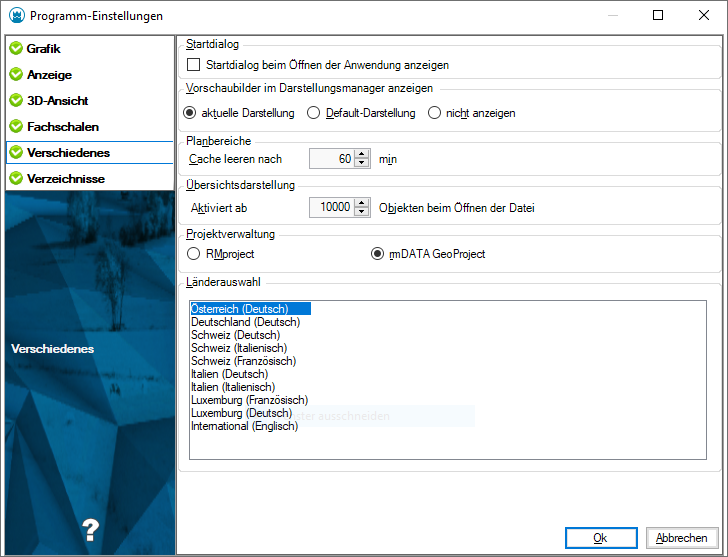 Programm-Einstellungen
Grafik
Anzeige
3D-Ansicht
Fachschalen
Verschiedenes
Verzeichnisse
Verschiedenes
?
Startdialog
Startdialog beim Öffnen der Anwendung anzeigen
Vorschaubilder im Darstellungsmanager anzeigen
aktuelle Darstellung Default-Darstellung nicht anzeigen
Planbereiche
Cache leeren nach 60 min
Übersichtsdarstellung
Aktiviert ab 10000 Objekten beim Öffnen der Datei
Projektverwaltung
RMproject rmDATA GeoProject
Länderauswahl
Österreich (Deutsch)
Deutschland (Deutsch)
Schweiz (Deutsch)
Schweiz (Italienisch)
Schweiz (Französisch)
Italien (Deutsch)
Italien (Italienisch)
Luxemburg (Französisch)
Luxemburg (Deutsch)
ausschneiden
International (Englisch)
Ok Abbrechen